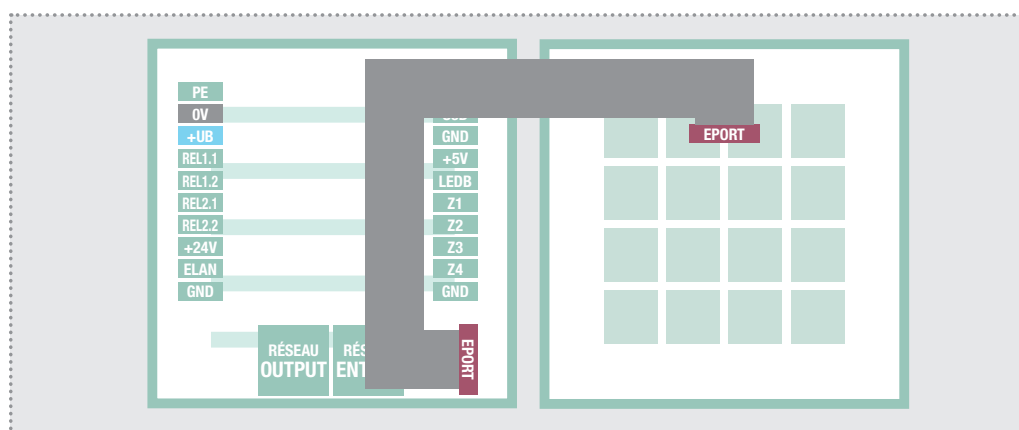 PE
0V
+UB
REL1.1
REL1.2
REL2.1
REL2.2
+24V
ELAN
GND
GND
+5V
LEDB
Z1
Z2
Z3
Z4
GND
RÉSEAU
OUTPUT
EPORT
EPORT